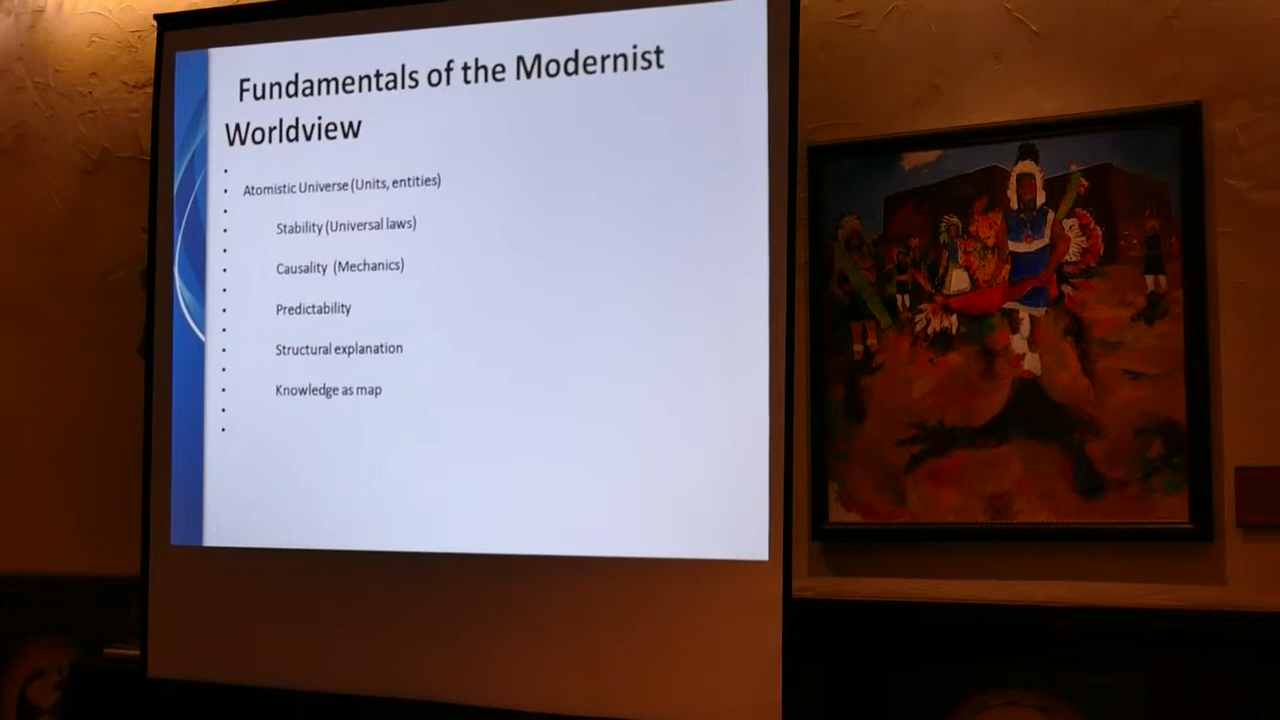 Fundamentals of the Modernist
Worldview
Atomistic Universe (Units, entities)
Stability (Universal laws)
Causality (Mechanics)
Predictability
Structural explanation
Knowledge as map